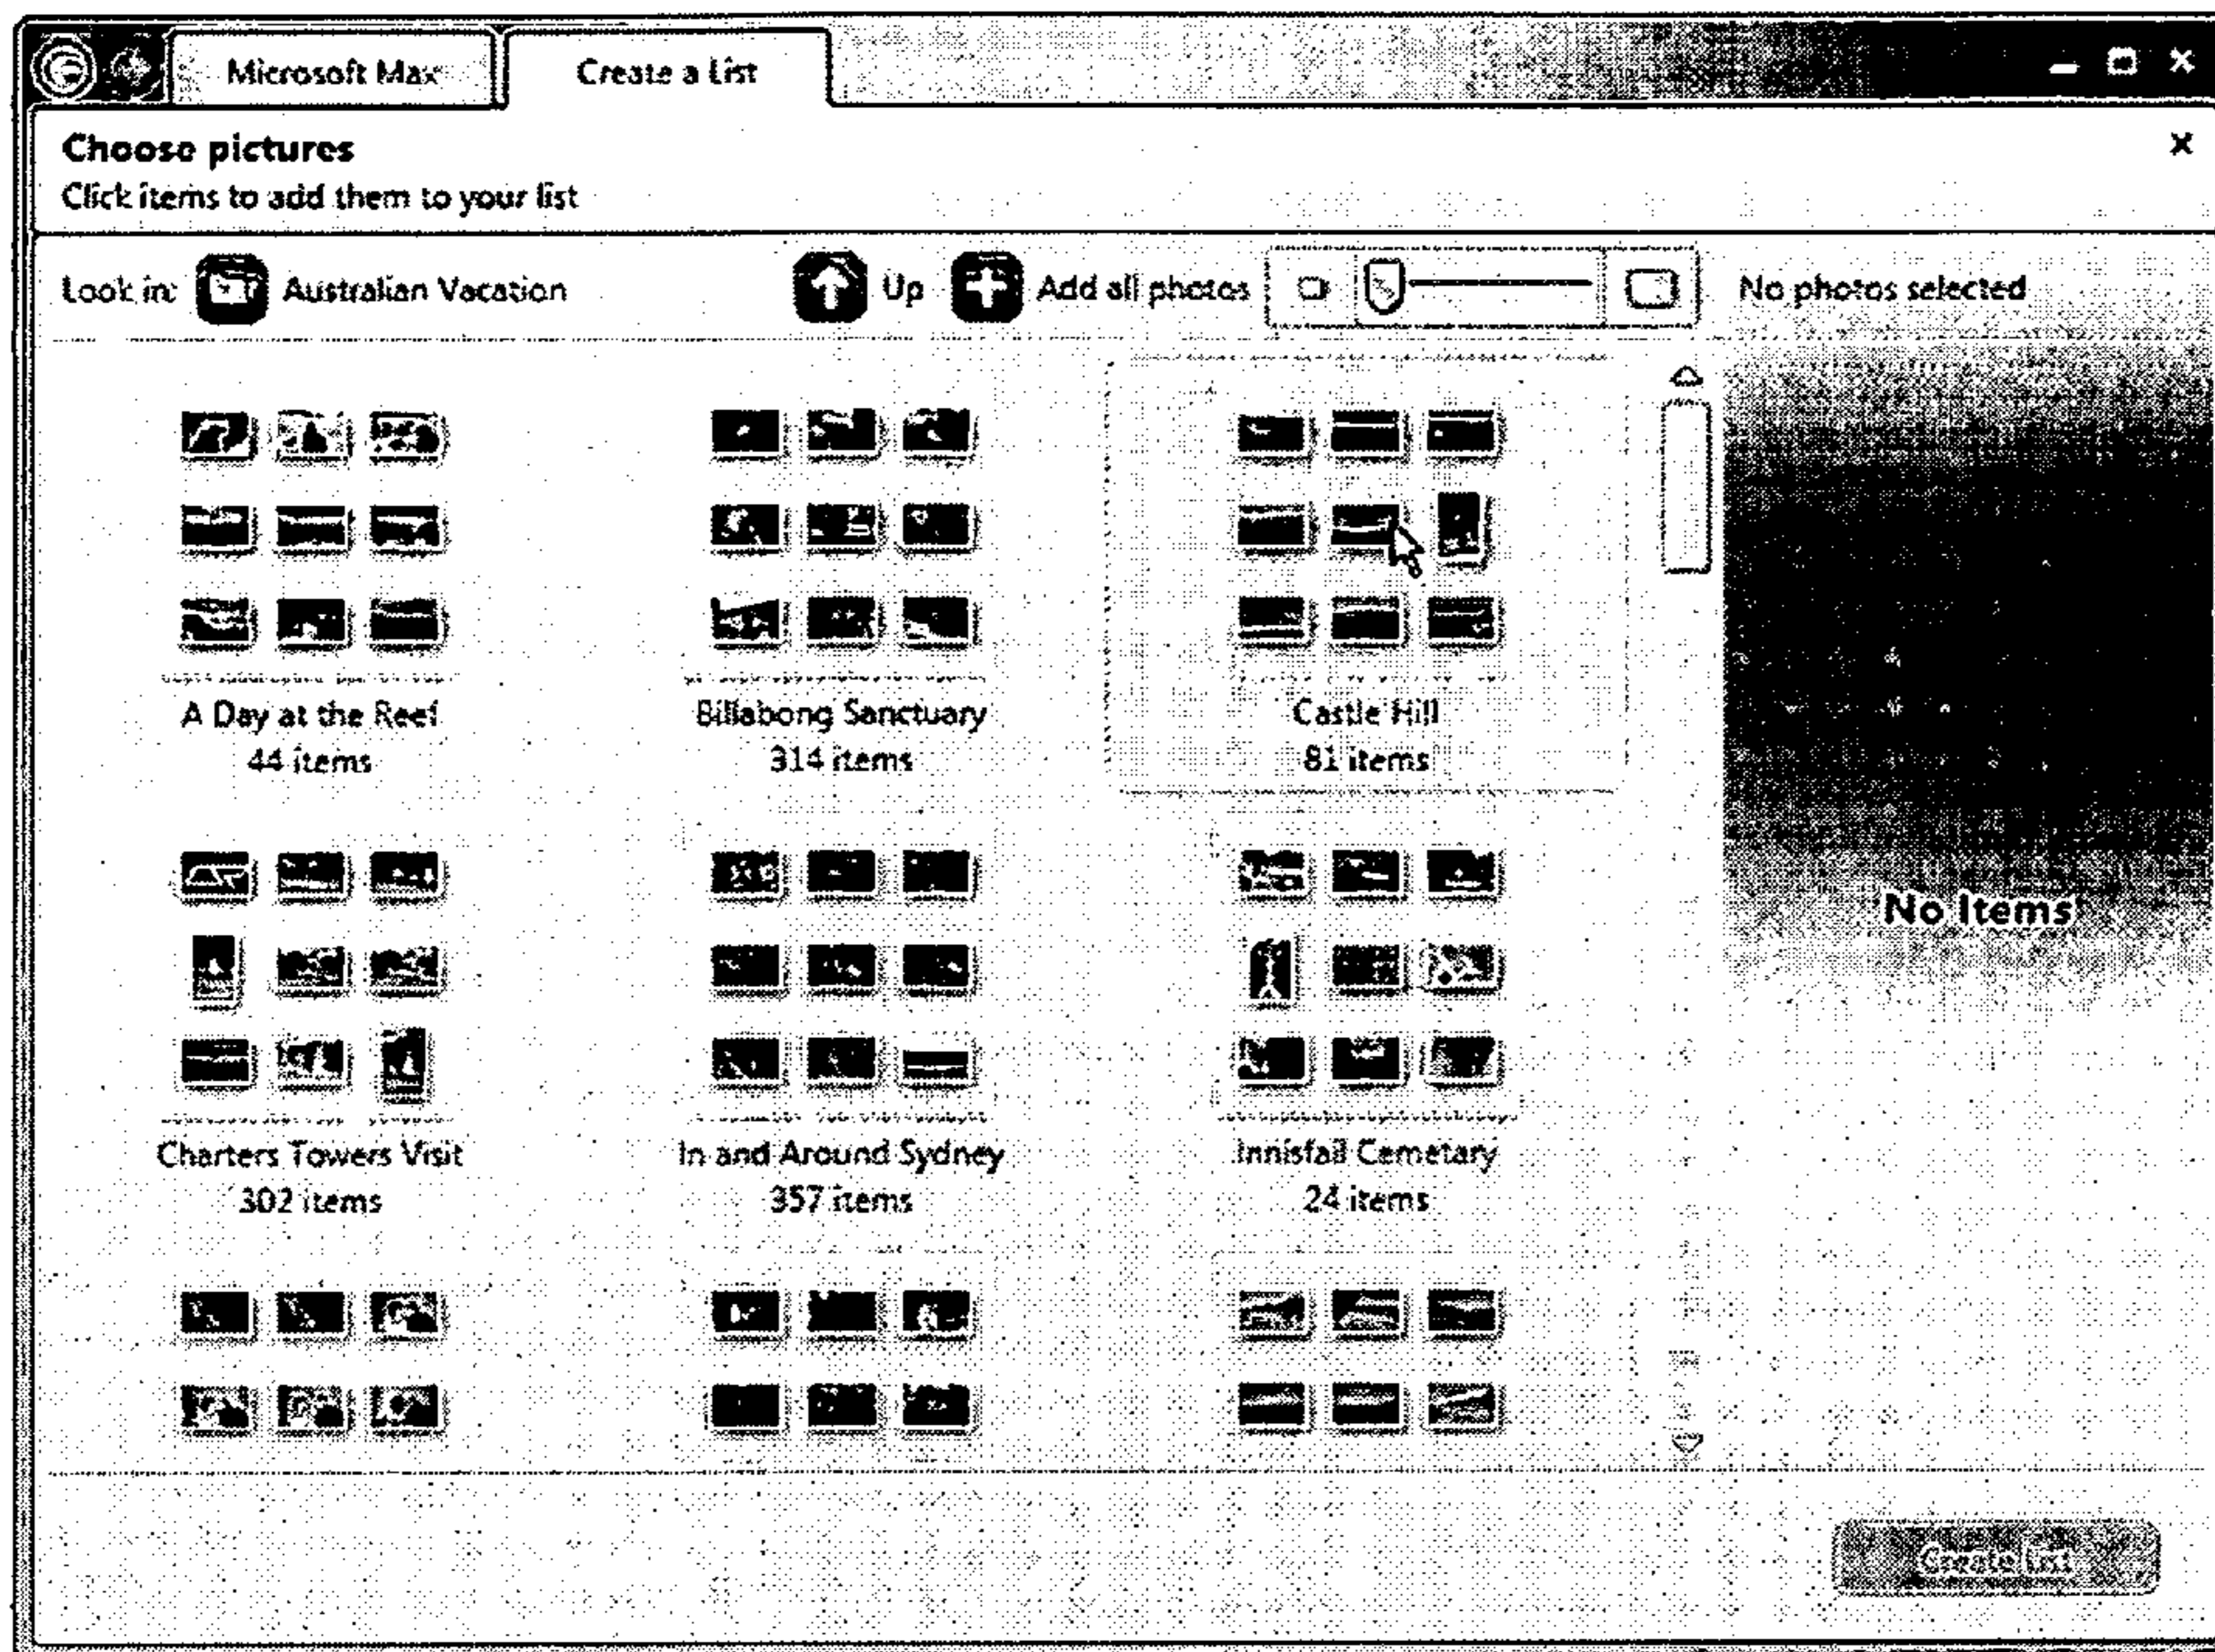 Microsoft Max
Create a List
Choose pictures
Click items to add them to your list
Look in: Australian Vacation
Up
Add all photos
No photos selected
A Day at the Reef
44 items
Billabong Sanctuary
314 items
Castle Hill
81 items
No Items
Charters Towers Visit
302 items
In and Around Sydney
357 items
Innisfail Cemetary
24 items
Create list